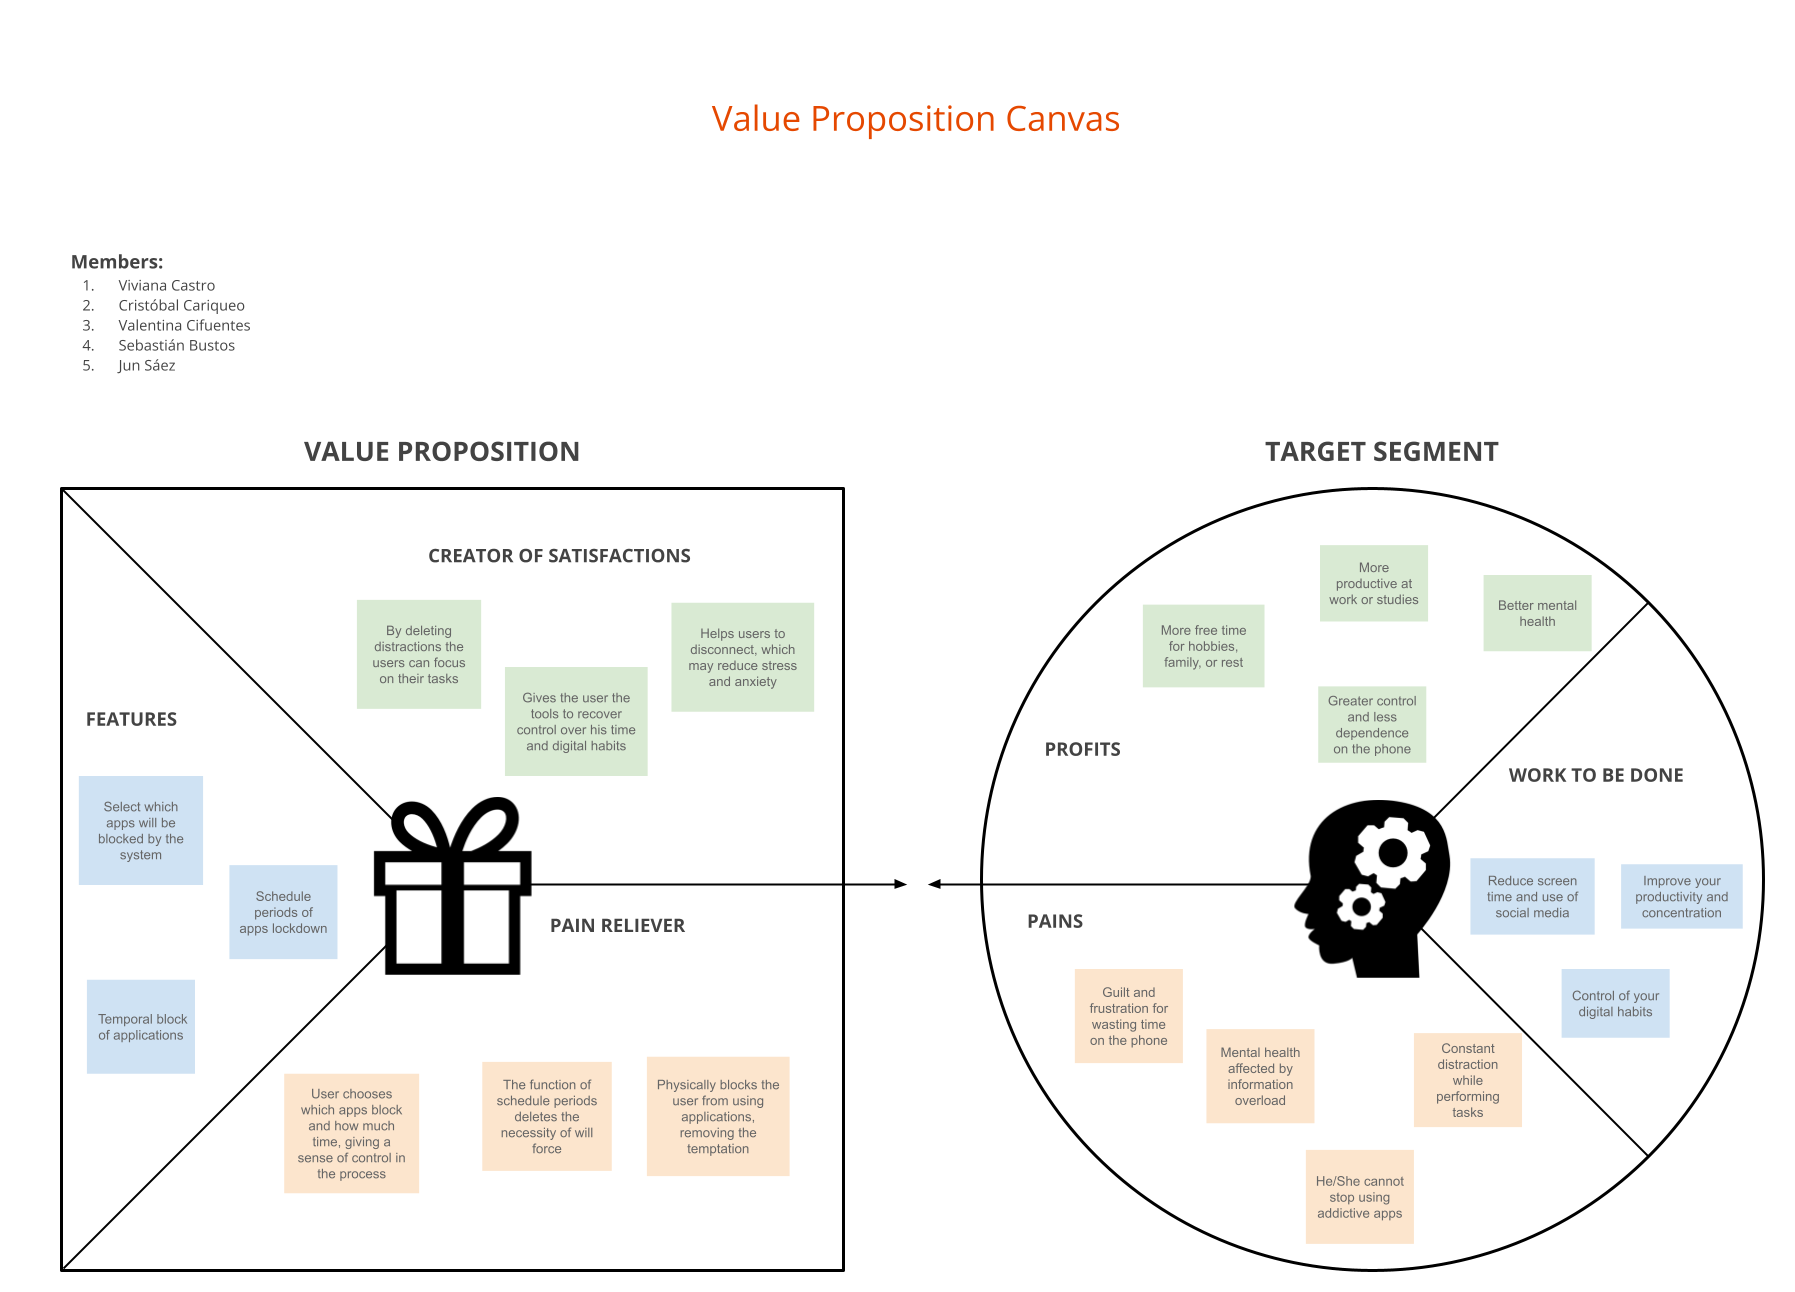 Value Proposition Canvas
Members:
1. Viviana Castro
2. Cristóbal Cariqueo
3. Valentina Cifuentes
4. Sebastián Bustos
5. Jun Sáez
VALUE PROPOSITION
CREATOR OF SATISFACTIONS
By deleting
distractions the
users can focus
on their tasks
Gives the user the
tools to recover
control over his time
and digital habits
Helps users to
disconnect, which
may reduce stress
and anxiety
FEATURES
Select which
apps will be
blocked by the
system
Schedule
periods of
apps lockdown
Temporal block
of applications
PAIN RELIEVER
User chooses
which apps block
and how much
time, giving a
sense of control in
the process
The function of
schedule periods
deletes the
necessity of will
force
Physically blocks the
user from using
applications,
removing the
temptation
TARGET SEGMENT
More free time
for hobbies,
family, or rest
More
productive at
work or studies
Better mental
health
Greater control
and less
dependence
on the phone
PROFITS
WORK TO BE DONE
Reduce screen
time and use of
social media
Improve your
productivity and
concentration
Control of your
digital habits
PAINS
Guilt and
frustration for
wasting time
on the phone
Mental health
affected by
information
overload
Constant
distraction
while
performing
tasks
He/She cannot
stop using
addictive apps